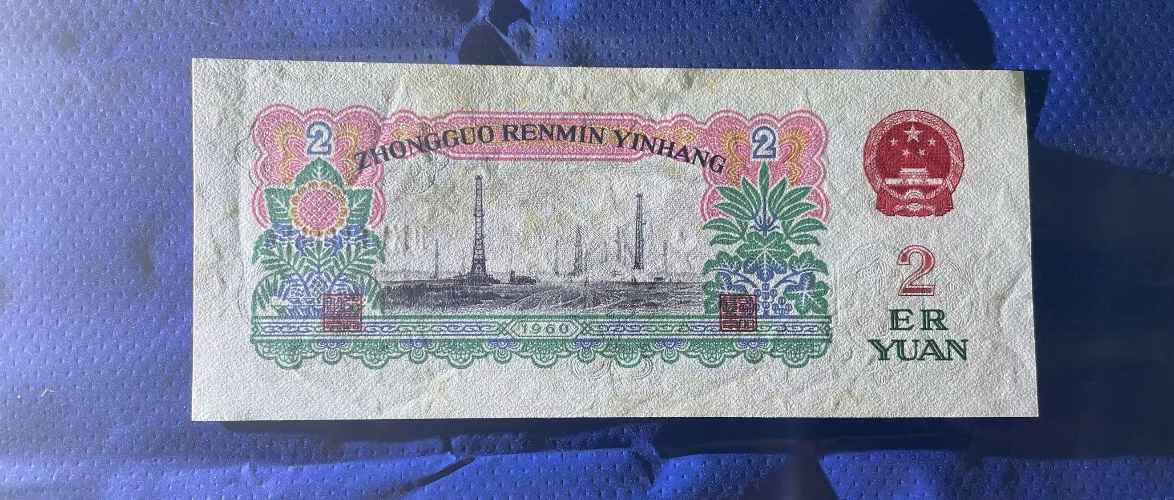 2 2
ZHONGGUO RENMIN YINHANG
1960
2
ER
YUAN